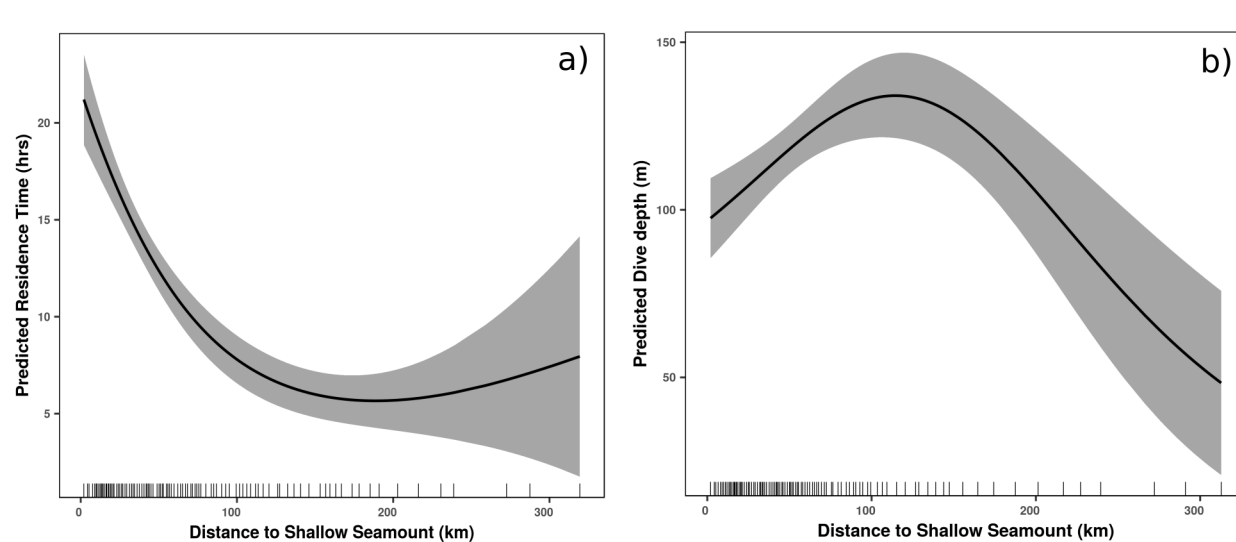 a)
Predicted Residence Time (hrs)
20
15
10
5
0
100
200
300
Distance to Shallow Seamount (km)
b)
Predicted Dive depth (m)
150
100
50
0
100
200
300
Distance to Shallow Seamount (km)